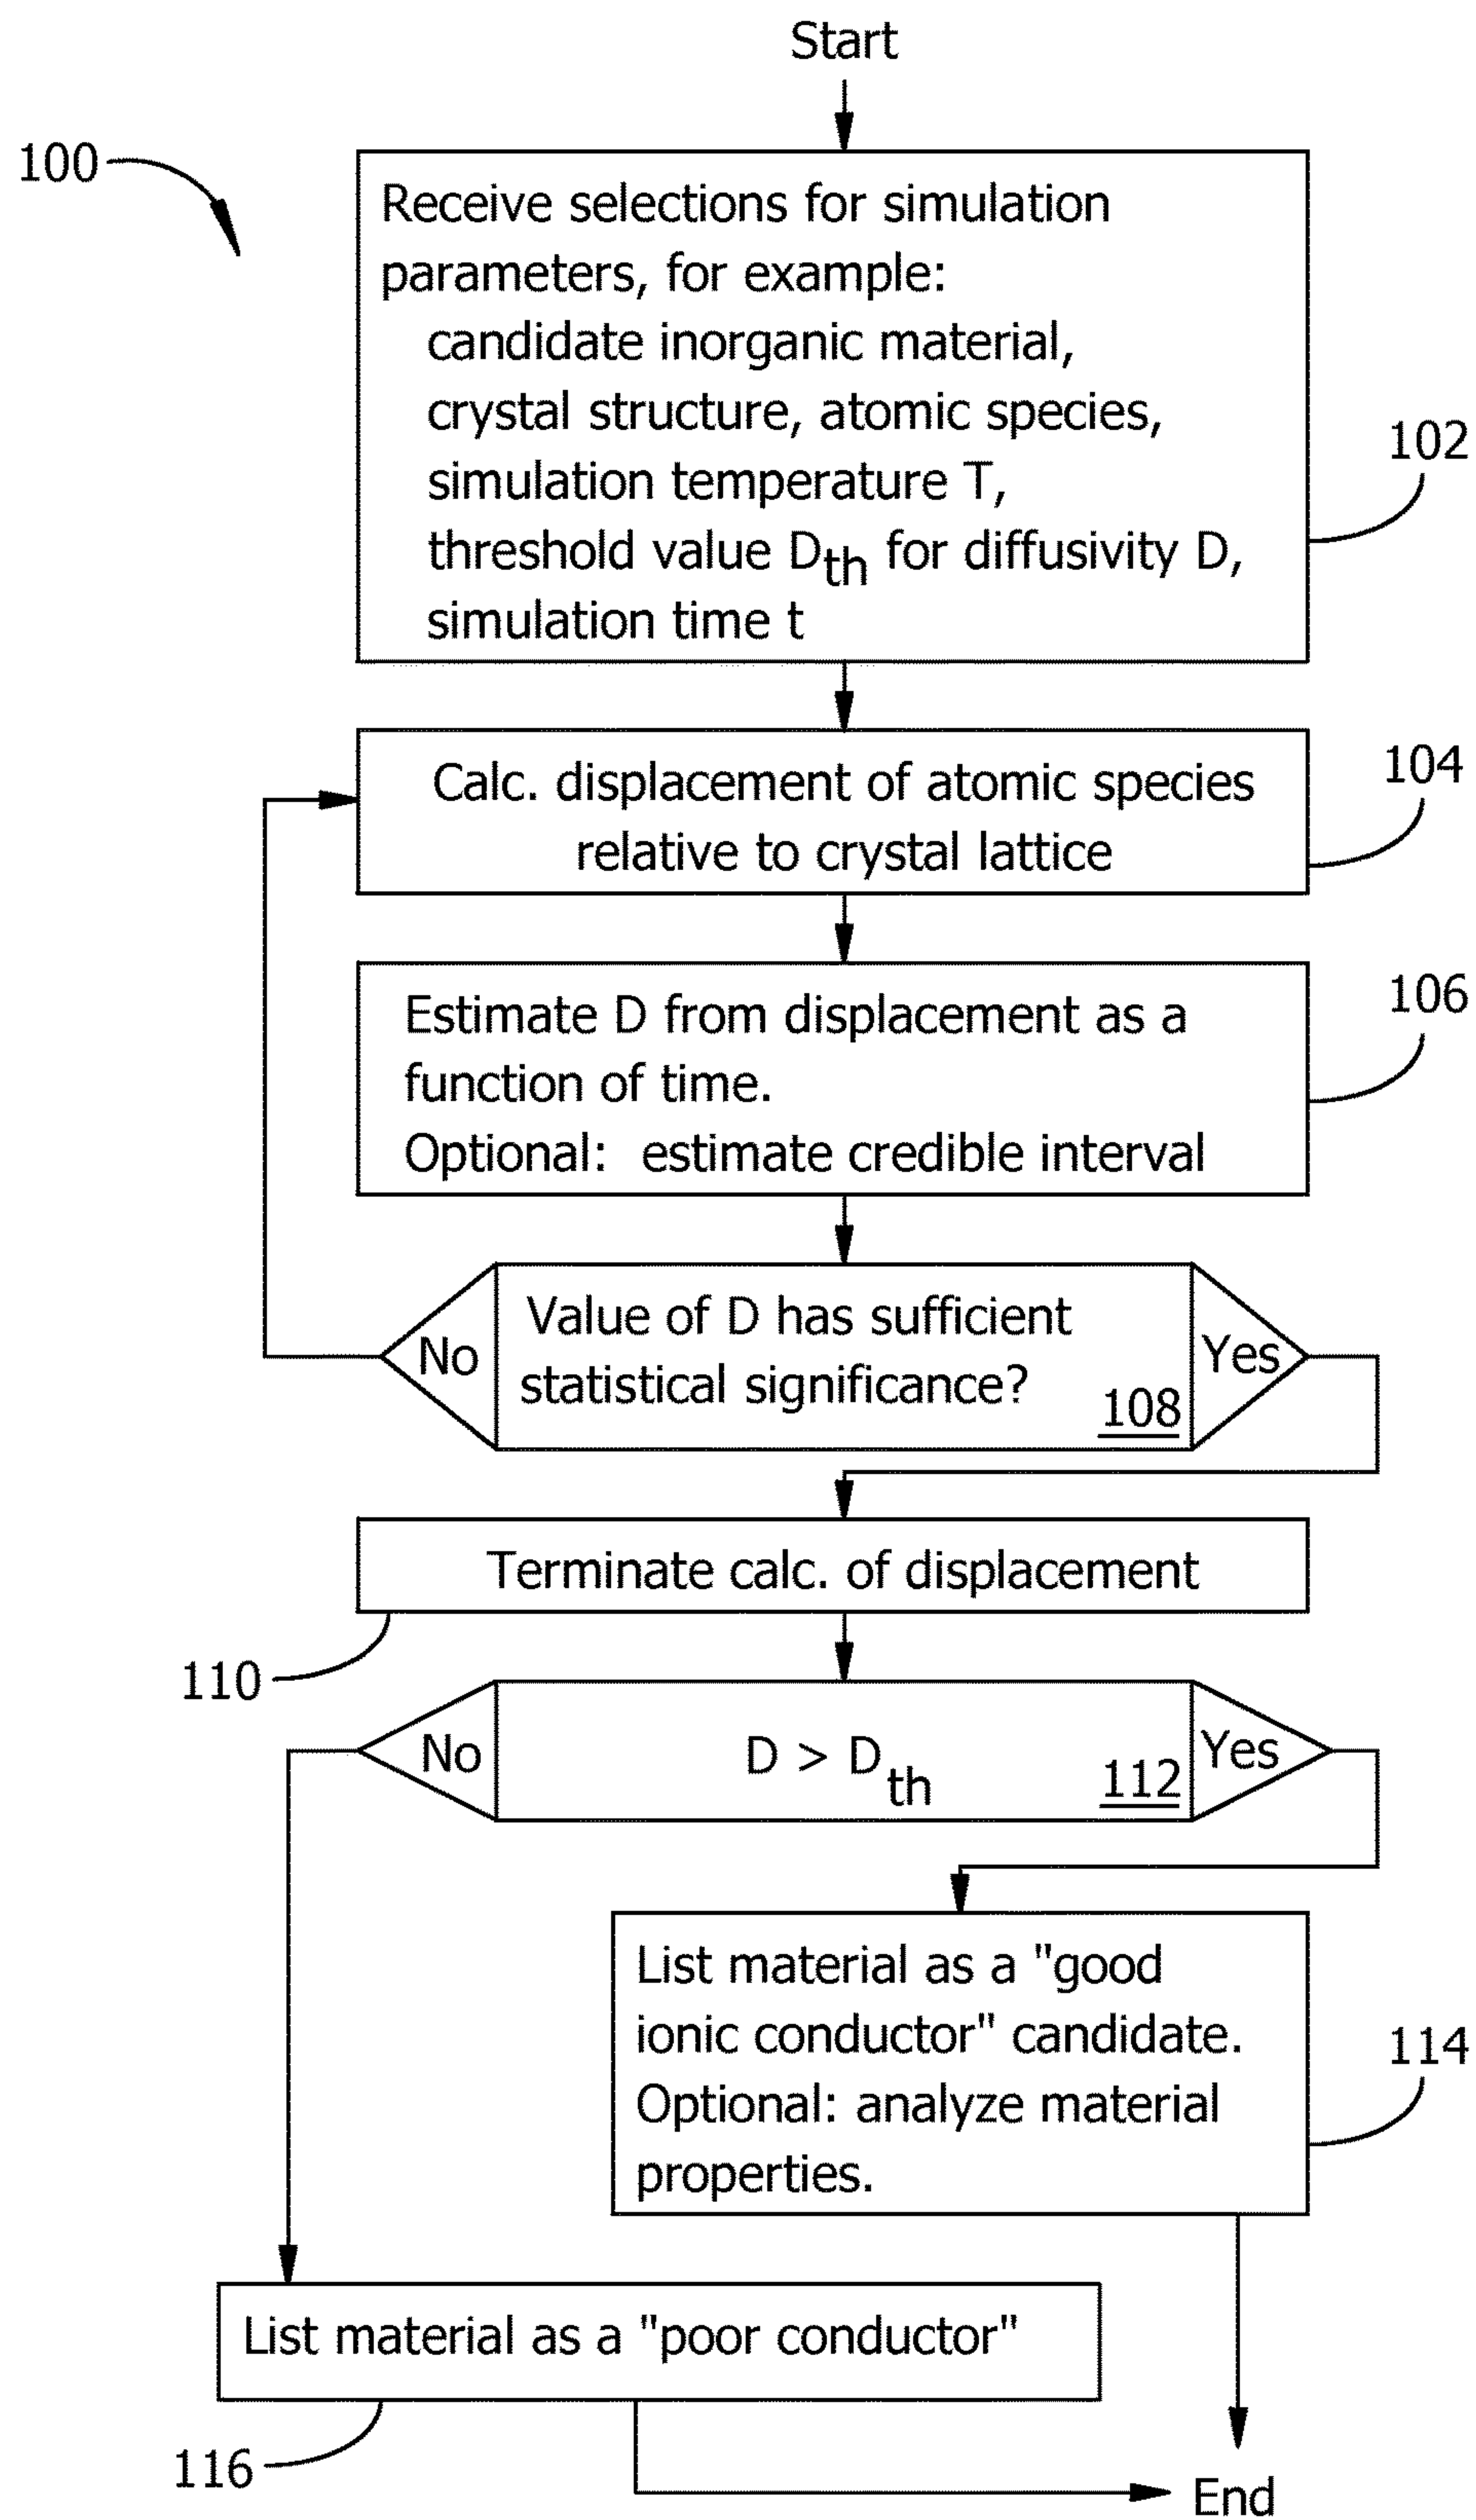 Start
100
Receive selections for simulation
parameters, for example:
candidate inorganic material,
crystal structure, atomic species,
simulation temperature T,
threshold value Dth for diffusivity D,
simulation time t
102
Calc. displacement of atomic species
relative to crystal lattice
104
Estimate D from displacement as a
function of time.
Optional: estimate credible interval
106
No
Value of D has sufficient
statistical significance?
108
Yes
Terminate calc. of displacement
110
No
D > Dth
112
Yes
List material as a "good
ionic conductor" candidate.
Optional: analyze material
properties.
114
List material as a "poor conductor"
116
End